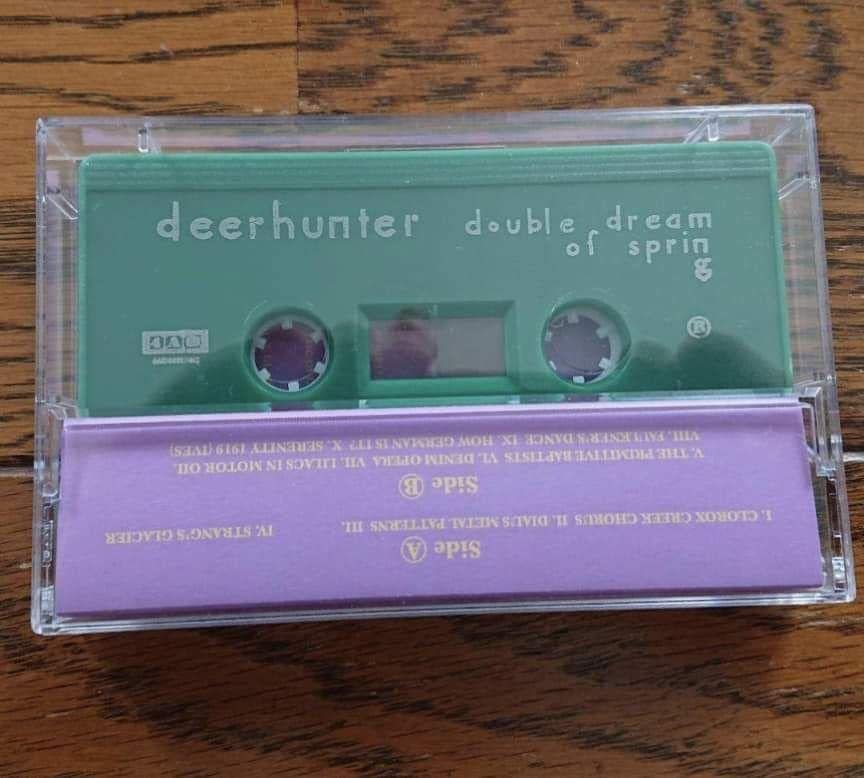 deerhunter
double dream
of sprin
g
4AD
Side Ⓐ
I. CLOROX CREEK CHORUS II. DIAL'S METAL PATTERNS III. IV. STRANG'S GLACIER
Side Ⓑ
V. THE PRIMITIVE BAPTISTS VI. DENIM OPERA VII. LILACS IN MOTOR OIL
VIII. FAULKNER'S DANCE IX. HOW GERMAN IS IT? X. SERENITY 1919 (IVES)